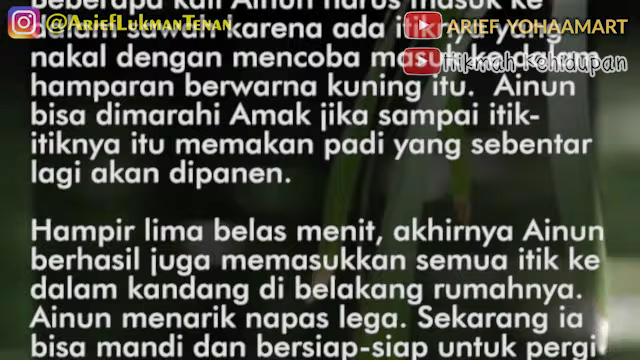 Beberapa kali Ainun harus masuk ke
@AriefLukmanTenan
ARIEF YOHAAMART
dalam sawah karena ada itiknya yang
nakal dengan mencoba masuk ke dalam
Hikmah Kehidupan
hamparan berwarna kuning itu. Ainun
bisa dimarahi Amak jika sampai itik-
itiknya itu memakan padi yang sebentar
lagi akan dipanen.
Hampir lima belas menit, akhirnya Ainun
berhasil juga memasukkan semua itik ke
dalam kandang di belakang rumahnya.
Ainun menarik napas lega. Sekarang ia
bisa mandi dan bersiap-siap untuk pergi